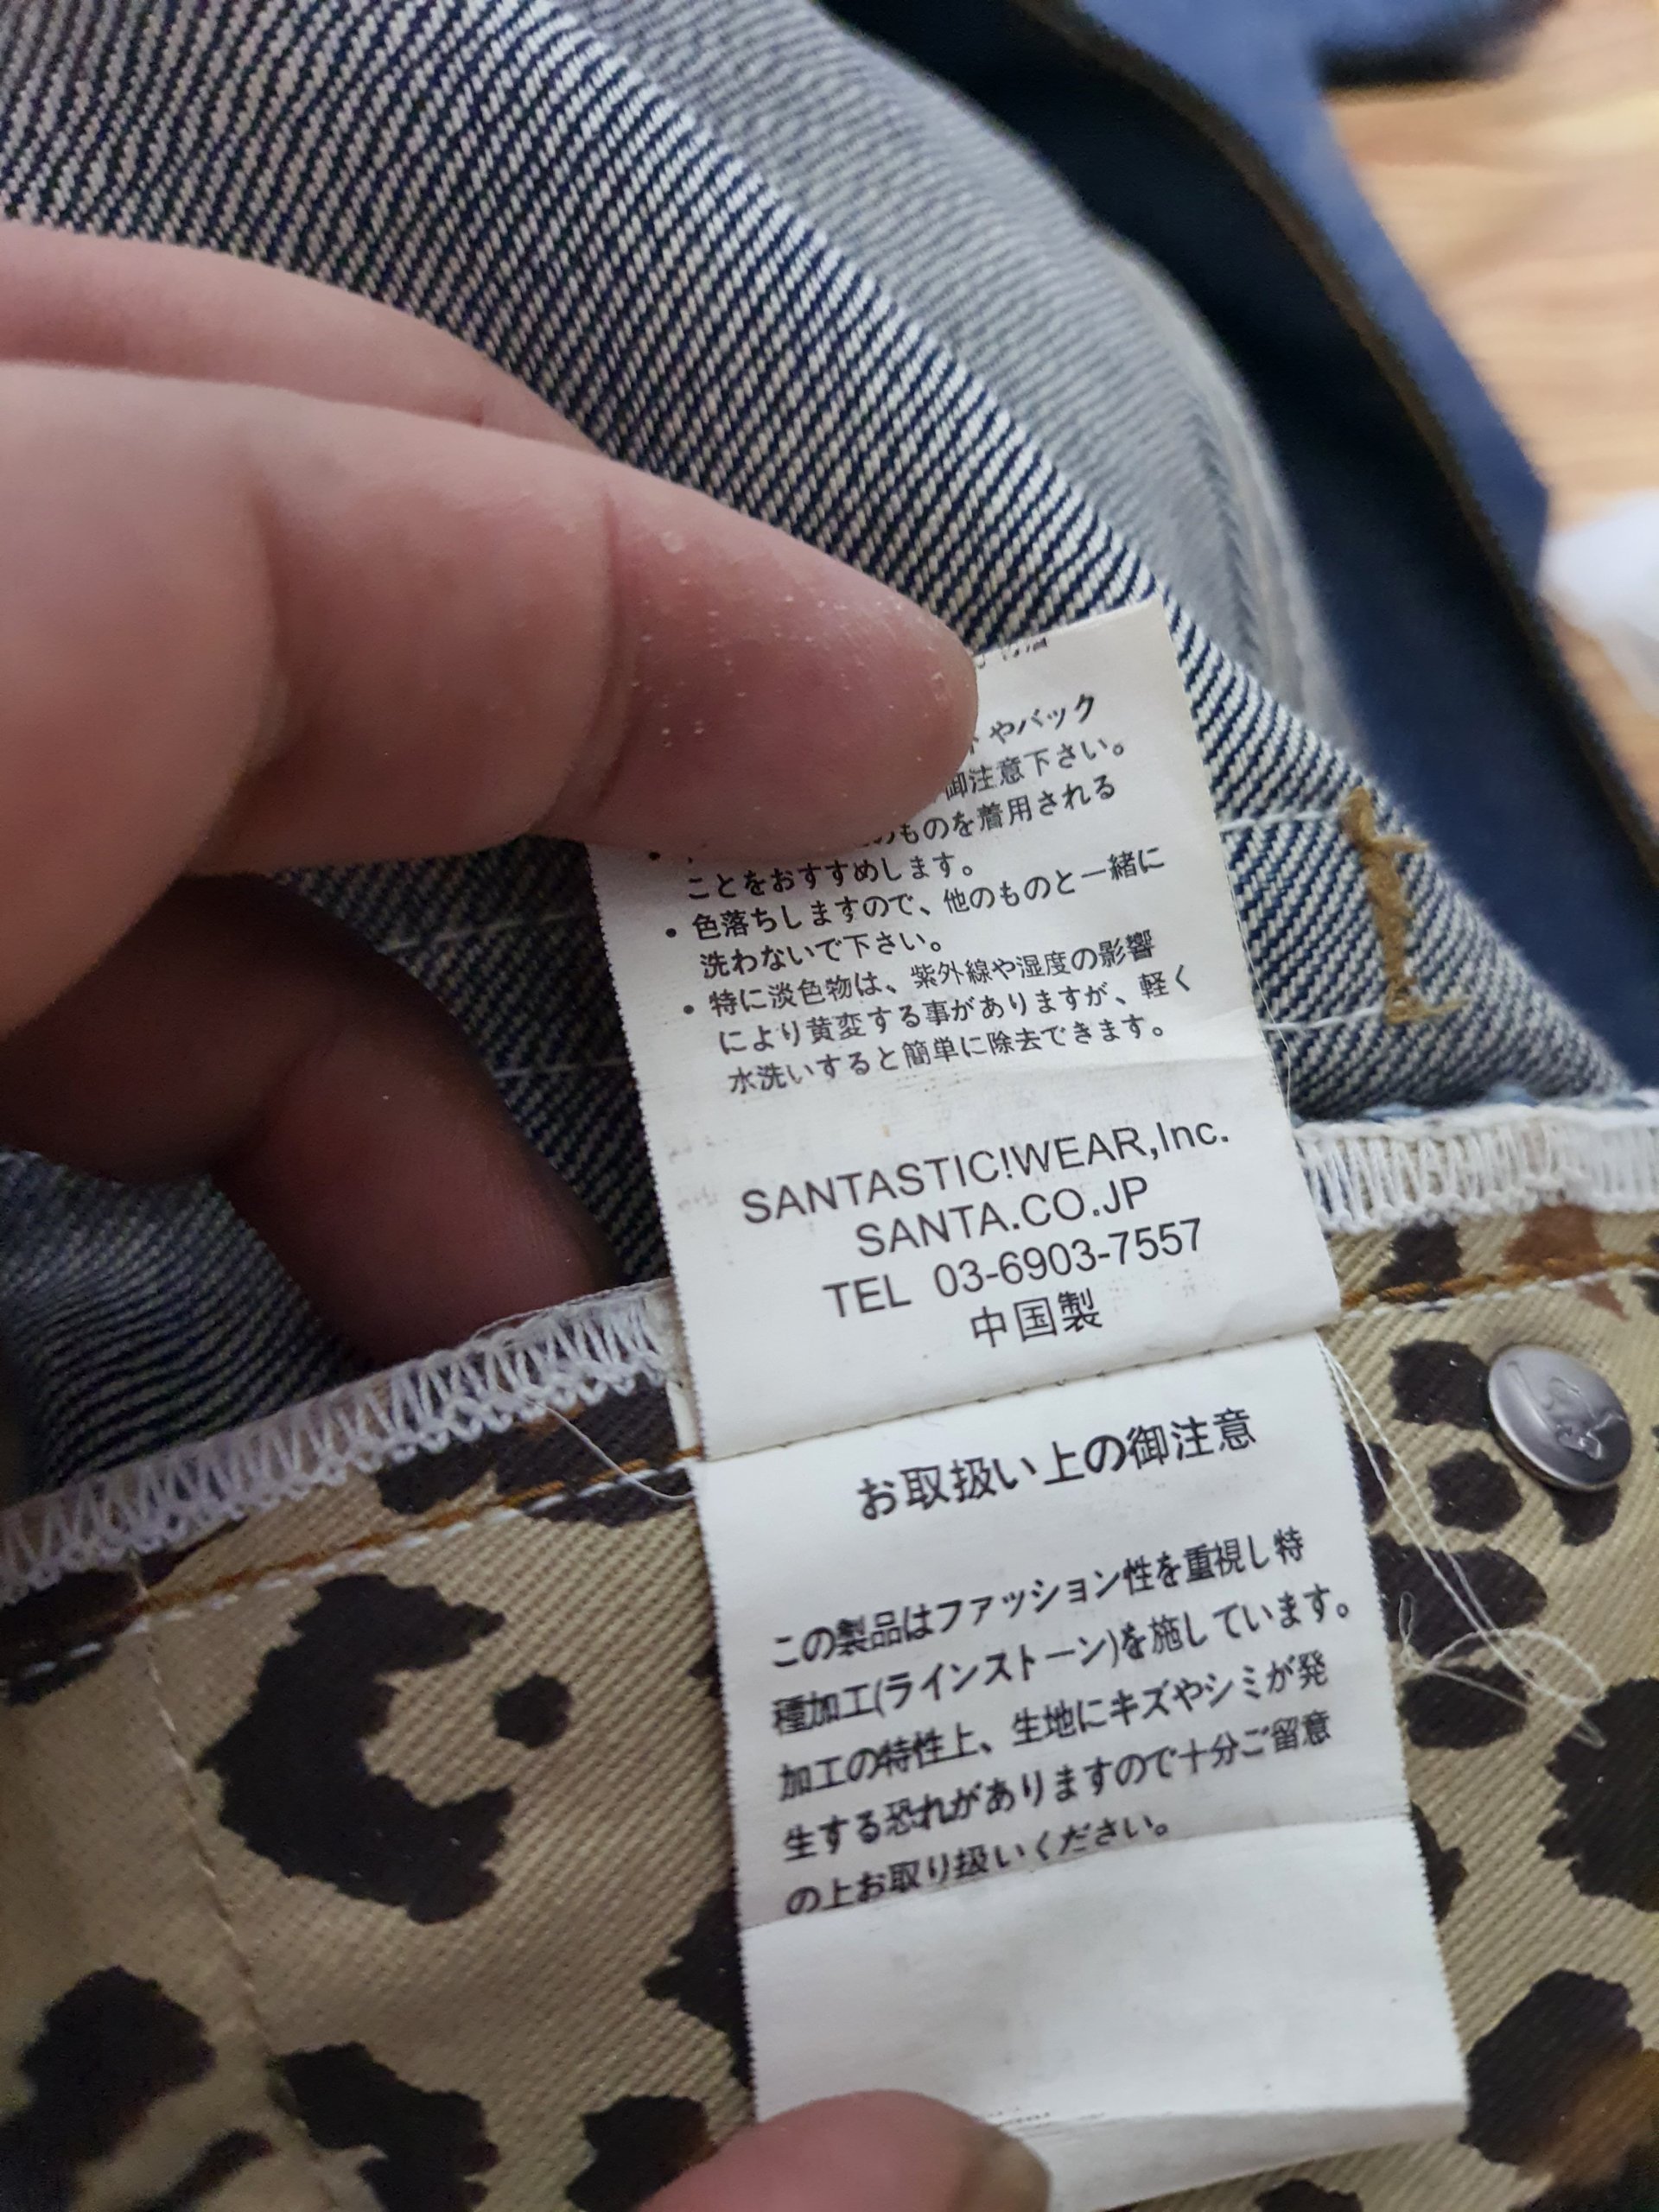 やバック
御注意下さい。
のものを着用される
ことをおすすめします。
• 色落ちしますので、他のものと一緒に
洗わないで下さい。
• 特に淡色物は、紫外線や湿度の影響
により黄変する事がありますが、軽く
水洗いすると簡単に除去できます。
SANTASTIC!WEAR,Inc.
SANTA.CO.JP
TEL 03-6903-7557
中国製
お取扱い上の御注意
この製品はファッション性を重視し特
種加工(ラインストーン)を施しています。
加工の特性上、生地にキズやシミが発
生する恐れがありますので十分ご留意
の上お取り扱いください。